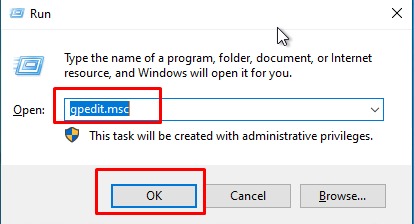 Run
Type the name of a program, folder, document, or Internet
resource, and Windows will open it for you.
Open: gpedit.msc
This task will be created with administrative privileges.
OK Cancel Browse...